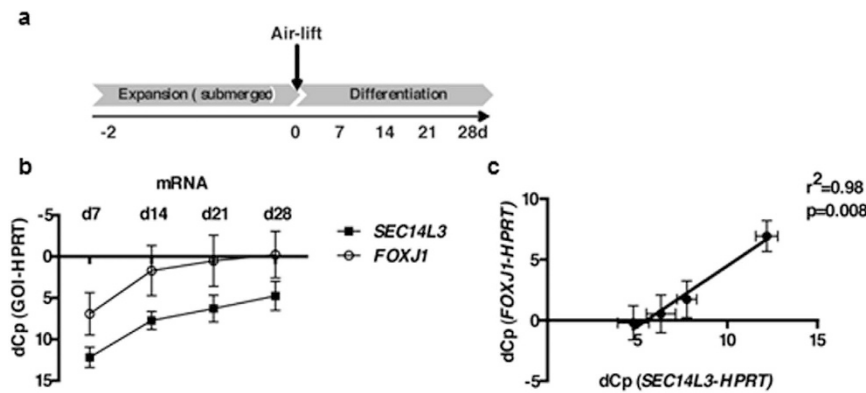 a
Air-lift
Expansion ( submerged)
Differentiation
-2 0 7 14 21 28d
b
mRNA
d7 d14 d21 d28
-5
0
5
10
15
dCp (GOI-HPRT)
SEC14L3
FOXJ1
c
r²=0.98
p=0.008
10
5
0
-5
5 10 15
dCp (FOXJ1-HPRT)
dCp (SEC14L3-HPRT)